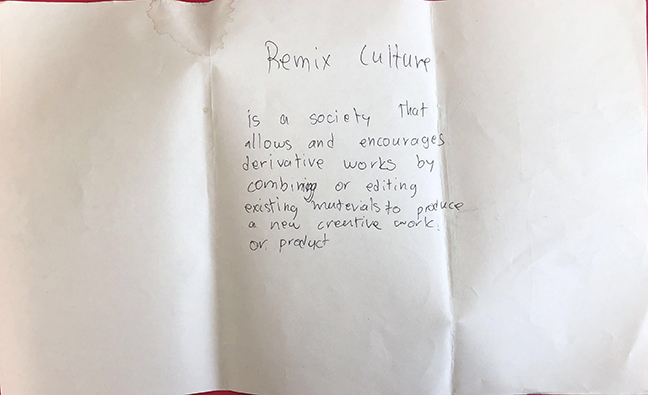 Remix Culture
is a society that
allows and encourages
derivative works by
combining or editing
existing materials to produce
a new creative work
or product